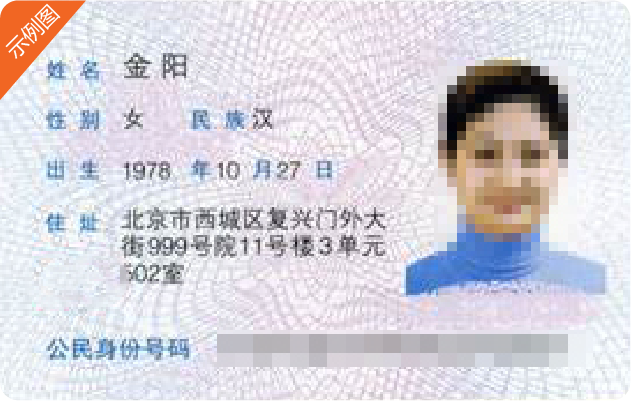 示例图
姓 名 金 阳
性 别 女 民 族 汉
出 生 1978 年 10 月 27 日
住 址 北京市西城区复兴门外大
街999号院11号楼3单元
502室
公民身份号码